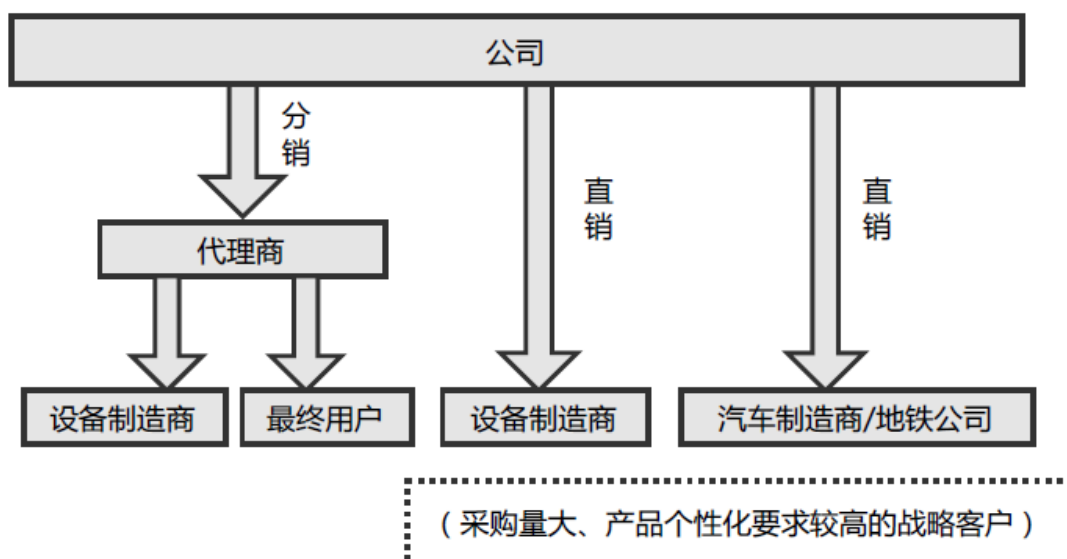 公司
分销
直销
直销
代理商
设备制造商
最终用户
设备制造商
汽车制造商/地铁公司
（采购量大、产品个性化要求较高的战略客户）